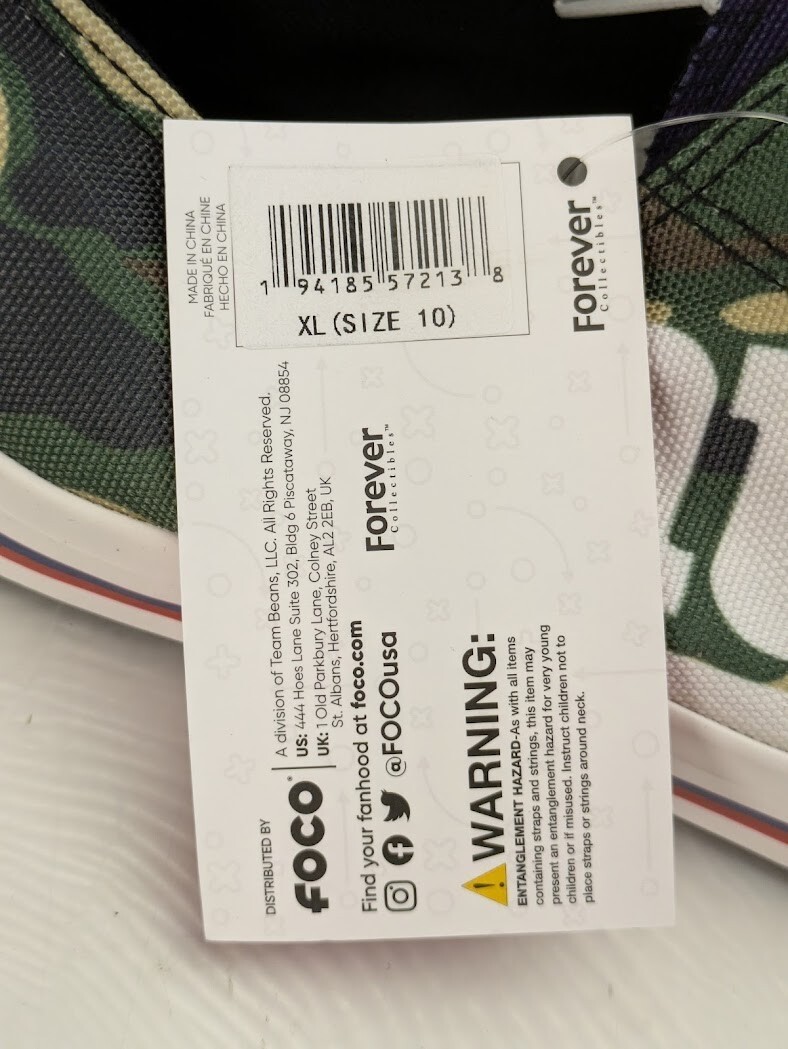 MADE IN CHINA
FABRIQUÉ EN CHINE
HECHO EN CHINA
1 94185 57213 8
XL (SIZE 10)
Forever™
Collectibles
DISTRIBUTED BY
FOCO
A division of Team Beans, LLC. All Rights Reserved.
US: 444 Hoes Lane Suite 302, Bldg 6 Piscataway, NJ 08854
UK: 1 Old Parkbury Lane, Colney Street
St. Albans, Hertfordshire, AL2 2EB, UK
Find your fanhood at foco.com
@FOCOusa
Forever
Collectibles™
WARNING:
ENTANGLEMENT HAZARD-As with all items
containing straps and strings, this item may
present an entanglement hazard for very young
children or if misused. Instruct children not to
place straps or strings around neck.